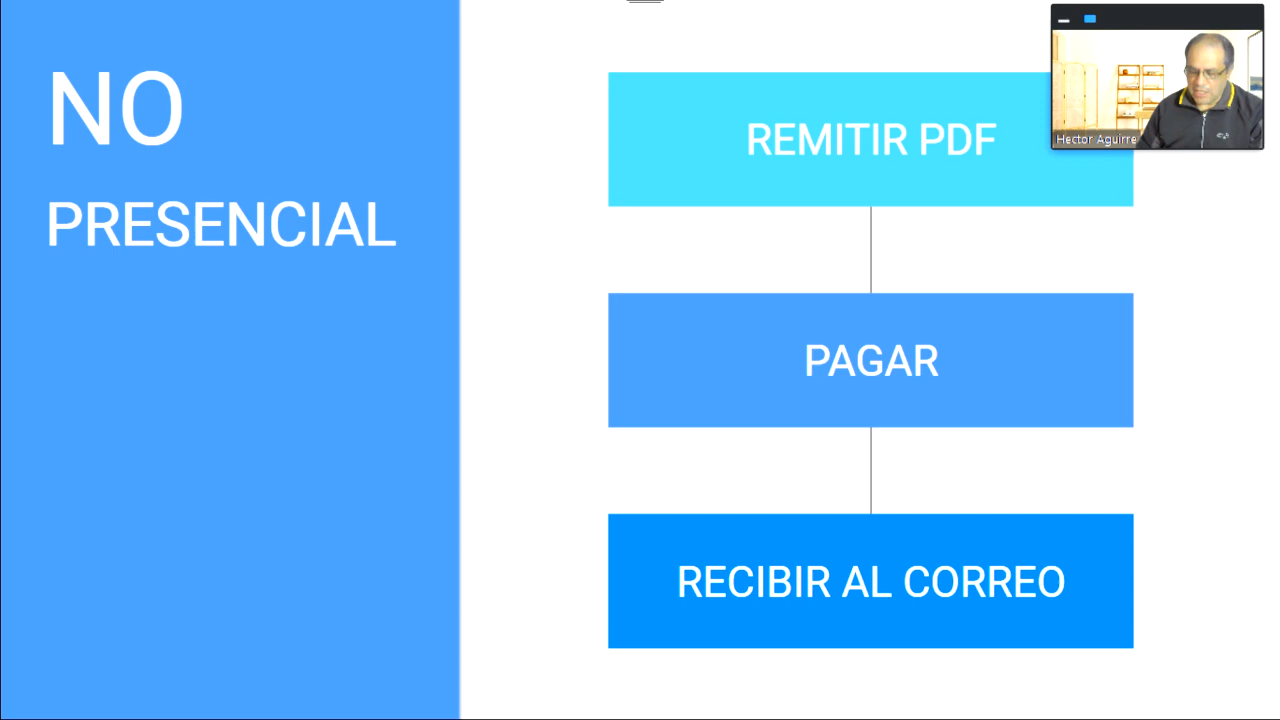 NO
PRESENCIAL
REMITIR PDF
PAGAR
RECIBIR AL CORREO
Hector Aguirre